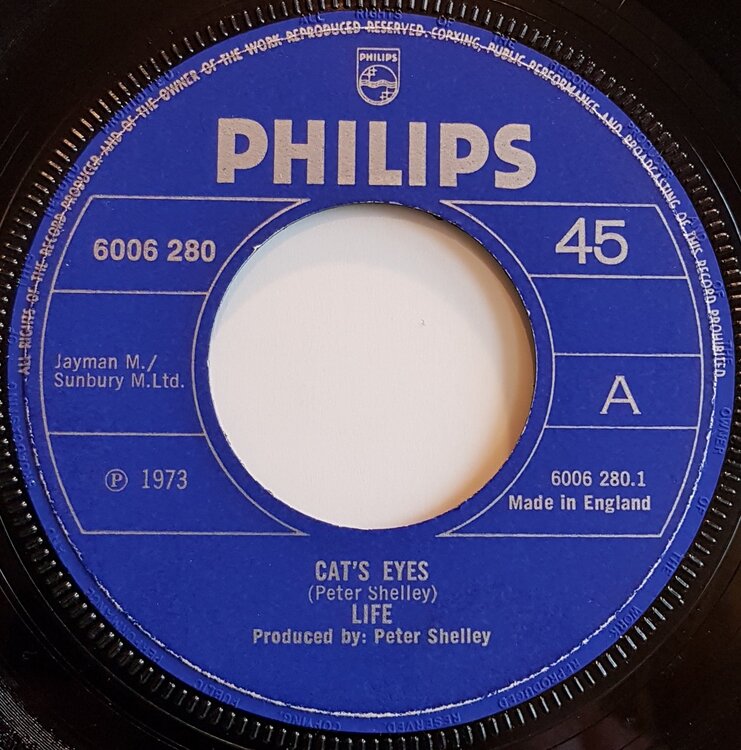 ALL RIGHTS OF THE RECORD PRODUCER AND OF THE OWNER OF THE WORK REPRODUCED RESERVED. COPYING, PUBLIC PERFORMANCE AND BROADCASTING OF THIS RECORD PROHIBITED
PHILIPS
PHILIPS
6006 280
45
Jayman M./
Sunbury M.Ltd.
A
℗ 1973
6006 280.1
Made in England
CAT'S EYES
(Peter Shelley)
LIFE
Produced by: Peter Shelley